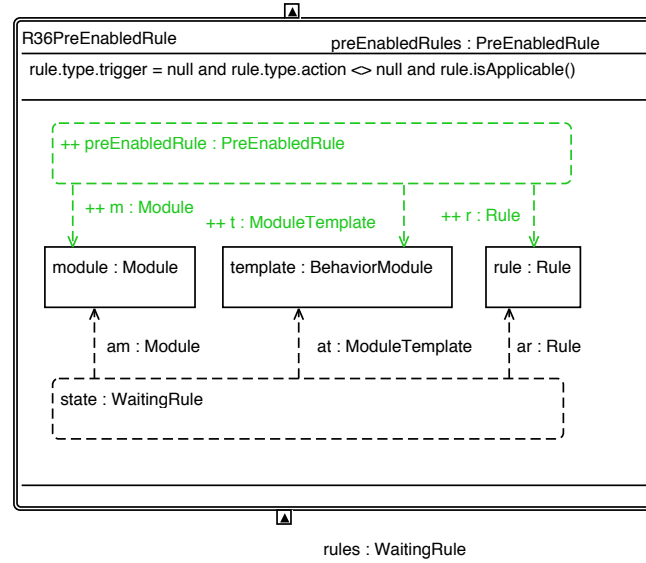 R36PreEnabledRule
preEnabledRules : PreEnabledRule
rule.type.trigger = null and rule.type.action <> null and rule.isApplicable()
++ preEnabledRule : PreEnabledRule
++ m : Module
++ t : ModuleTemplate
++ r : Rule
module : Module
template : BehaviorModule
rule : Rule
am : Module
at : ModuleTemplate
ar : Rule
state : WaitingRule
rules : WaitingRule